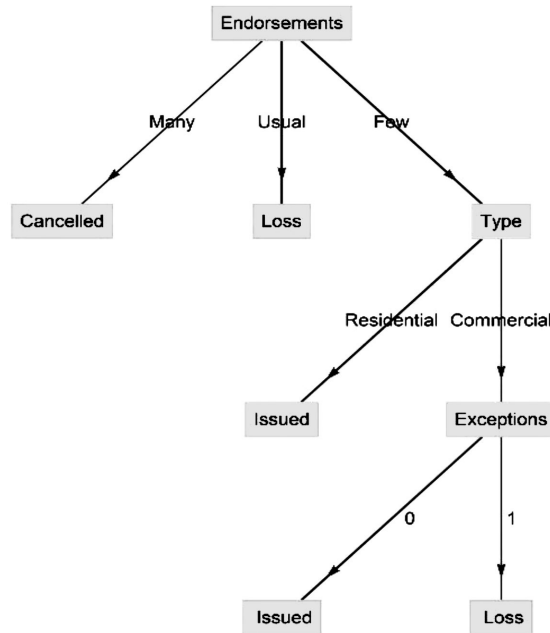 Endorsements
Many Usual Few
Cancelled Loss Type
Residential Commercial
Issued Exceptions
0 1
Issued Loss